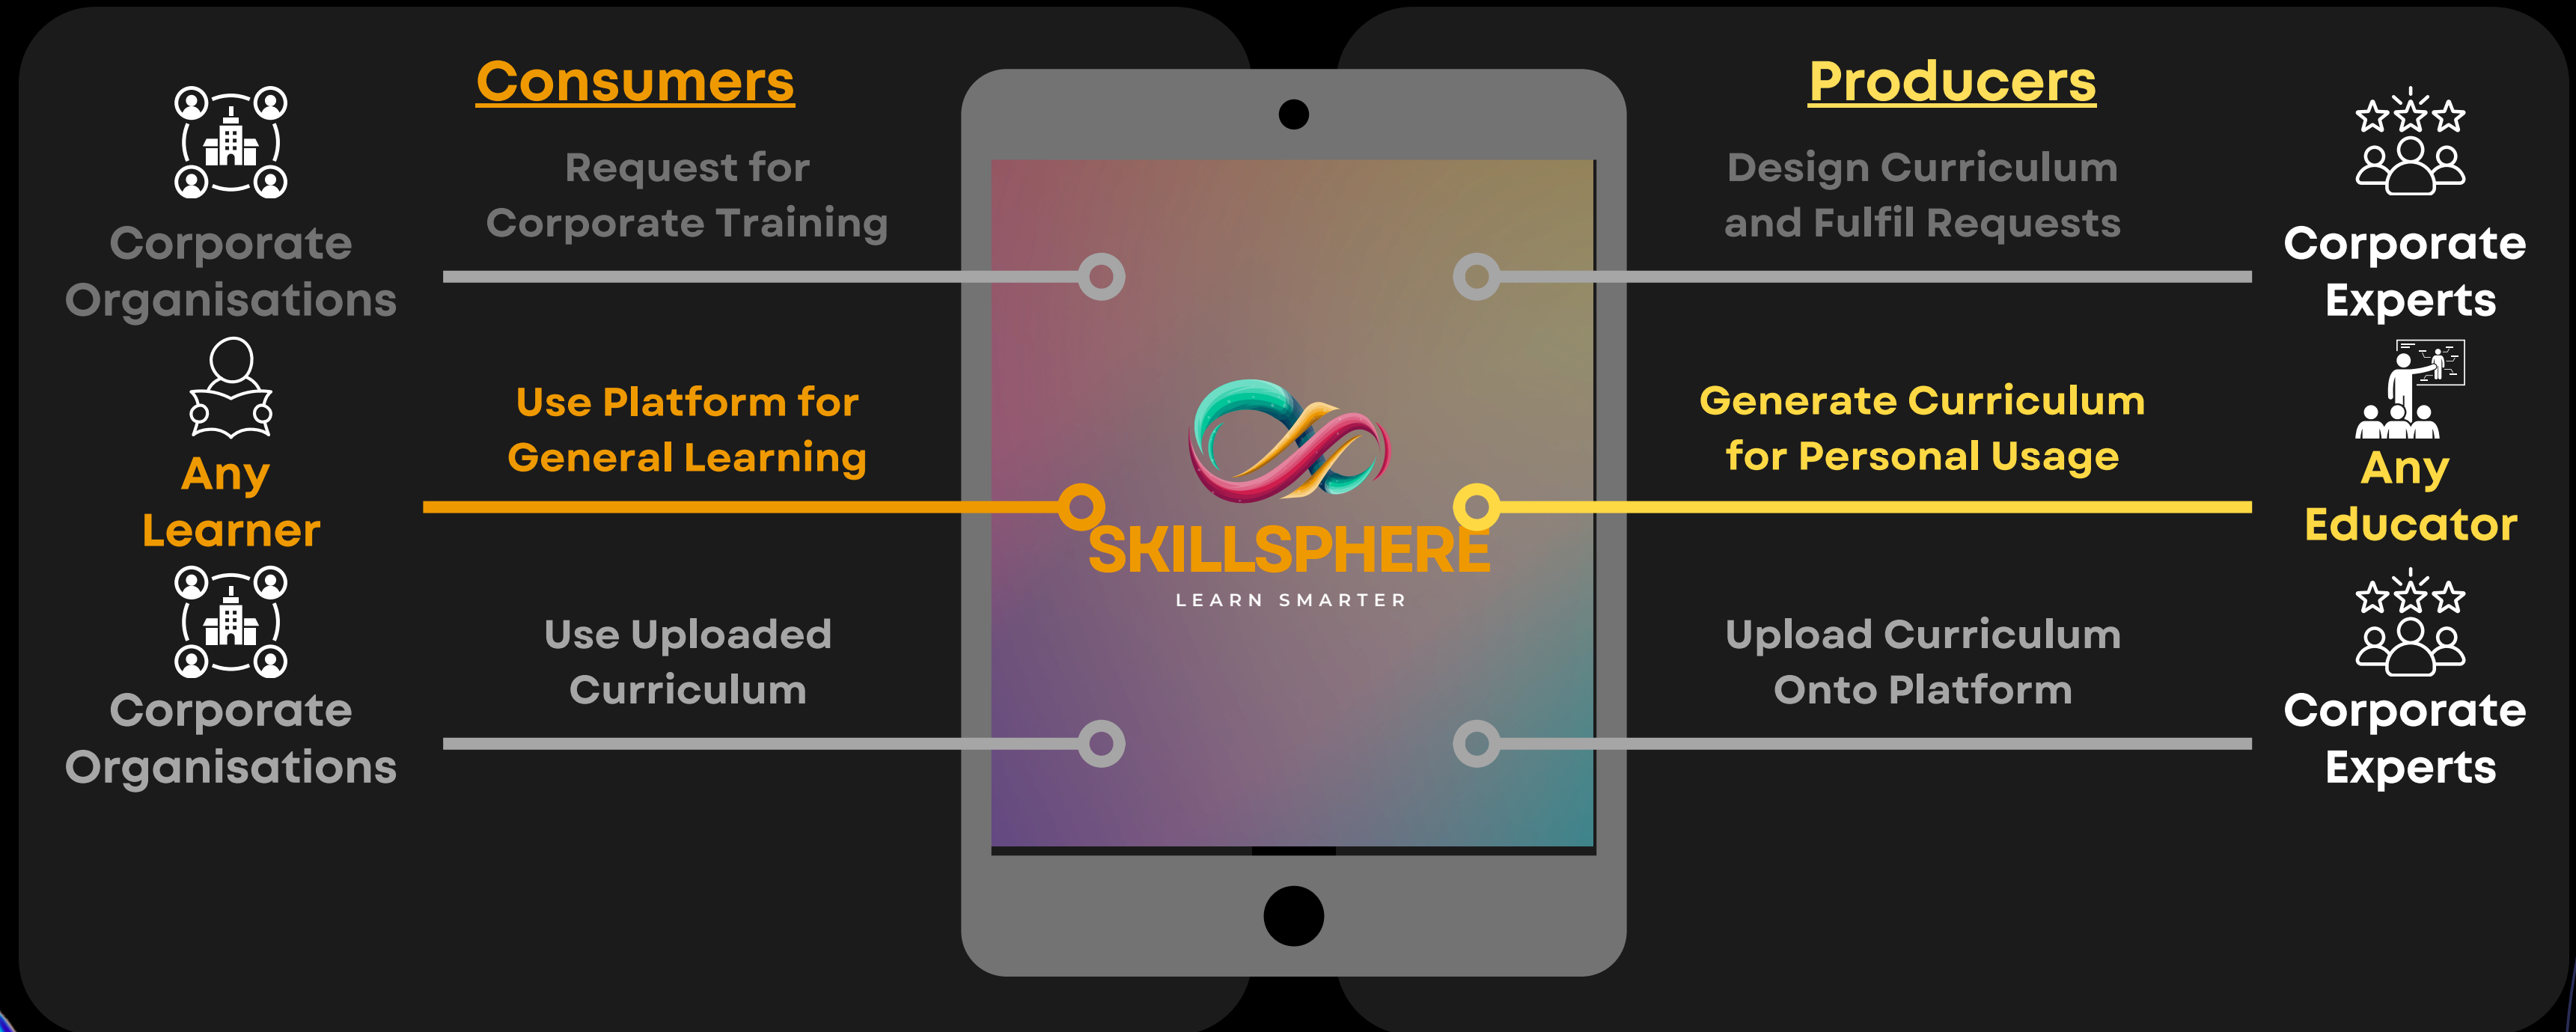 Consumers
Request for
Corporate Training
Corporate
Organisations
Use Platform for
General Learning
Any
Learner
Use Uploaded
Curriculum
Corporate
Organisations
SKILLSPHERE
LEARN SMARTER
Producers
Design Curriculum
and Fulfil Requests
Corporate
Experts
Generate Curriculum
for Personal Usage
Any
Educator
Upload Curriculum
Onto Platform
Corporate
Experts